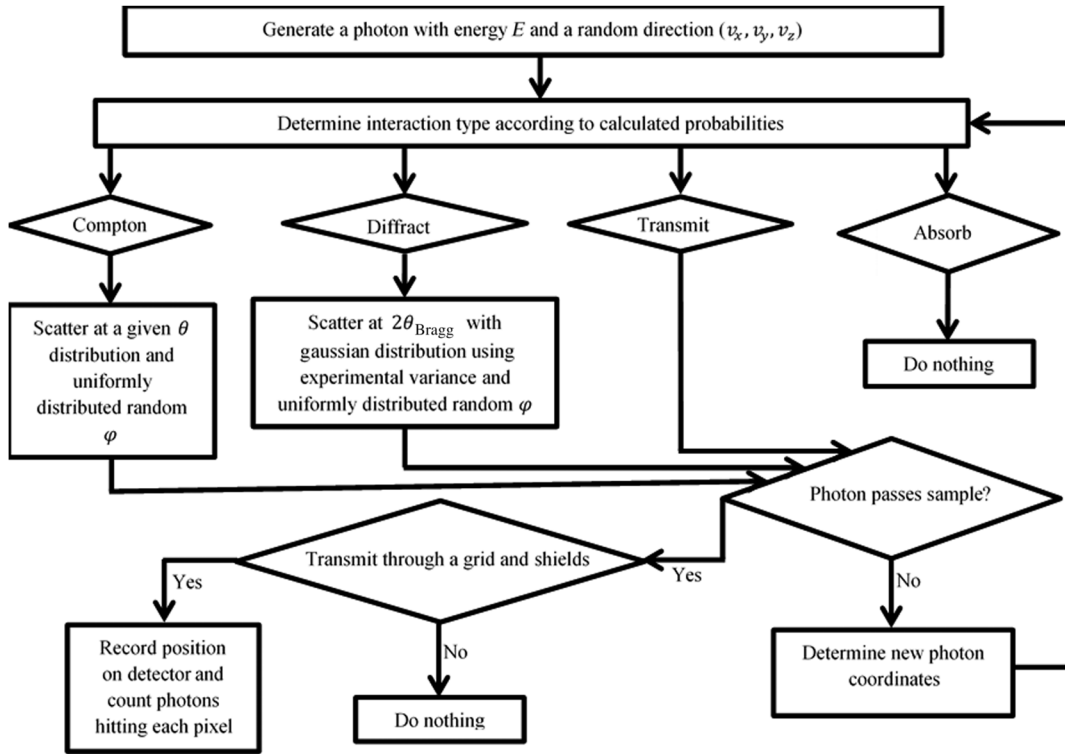 Generate a photon with energy E and a random direction (vx, vy, vz)
Determine interaction type according to calculated probabilities
Compton
Diffract
Transmit
Absorb
Scatter at a given θ
distribution and
uniformly
distributed random
φ
Scatter at 2θBragg with
gaussian distribution using
experimental variance and
uniformly distributed random φ
Do nothing
Photon passes sample?
Transmit through a grid and shields
Yes
Yes
No
Record position
on detector and
count photons
hitting each pixel
No
Do nothing
Determine new photon
coordinates